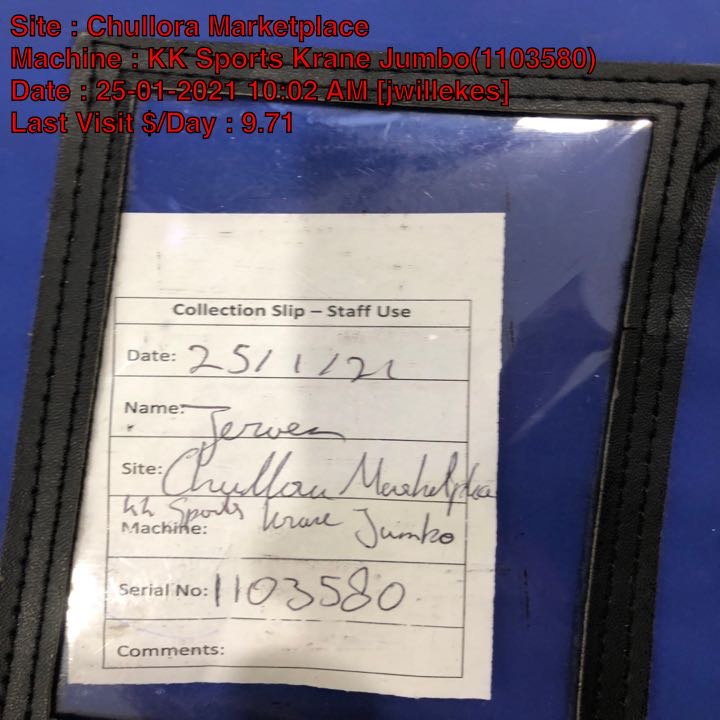 Site : Chullora Marketplace
Machine : KK Sports Krane Jumbo(1103580)
Date : 25-01-2021 10:02 AM [jwillekes]
Last Visit $/Day : 9.71
Collection Slip – Staff Use
Date: 25/1/21
Name: Jeroen
Site: Chullora Marketplace
KK Sports Krane Jumbo
Machine:
Serial No: 1103580
Comments: